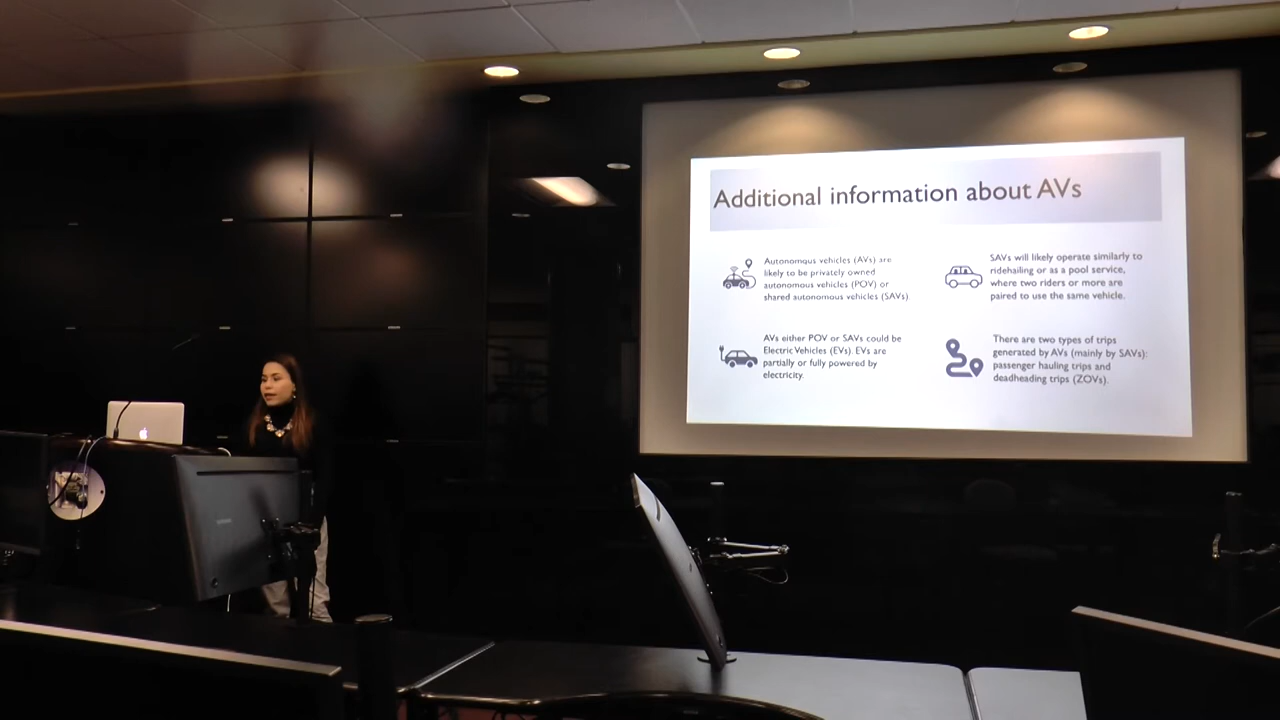 Additional information about AVs
Autonomous vehicles (AVs) are
likely to be privately owned
autonomous vehicles (POV) or
shared autonomous vehicles (SAVs).
SAVs will likely operate similarly to
ridehailing or as a pool service,
where two riders or more are
paired to use the same vehicle.
AVs either POV or SAVs could be
Electric Vehicles (EVs). EVs are
partially or fully powered by
electricity.
There are two types of trips
generated by AVs (mainly by SAVs):
passenger hauling trips and
deadheading trips (ZOVs).